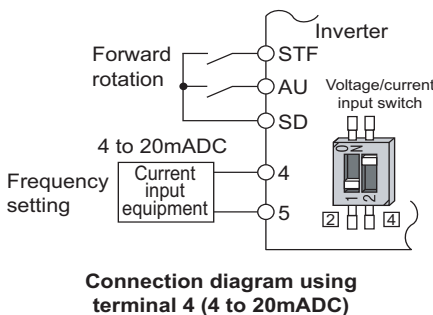 Inverter
Forward
rotation
STF
AU
SD
Voltage/current
input switch
4 to 20mADC
Frequency
setting
Current
input
equipment
4
5
ON
1 2
2
4
Connection diagram using
terminal 4 (4 to 20mADC)